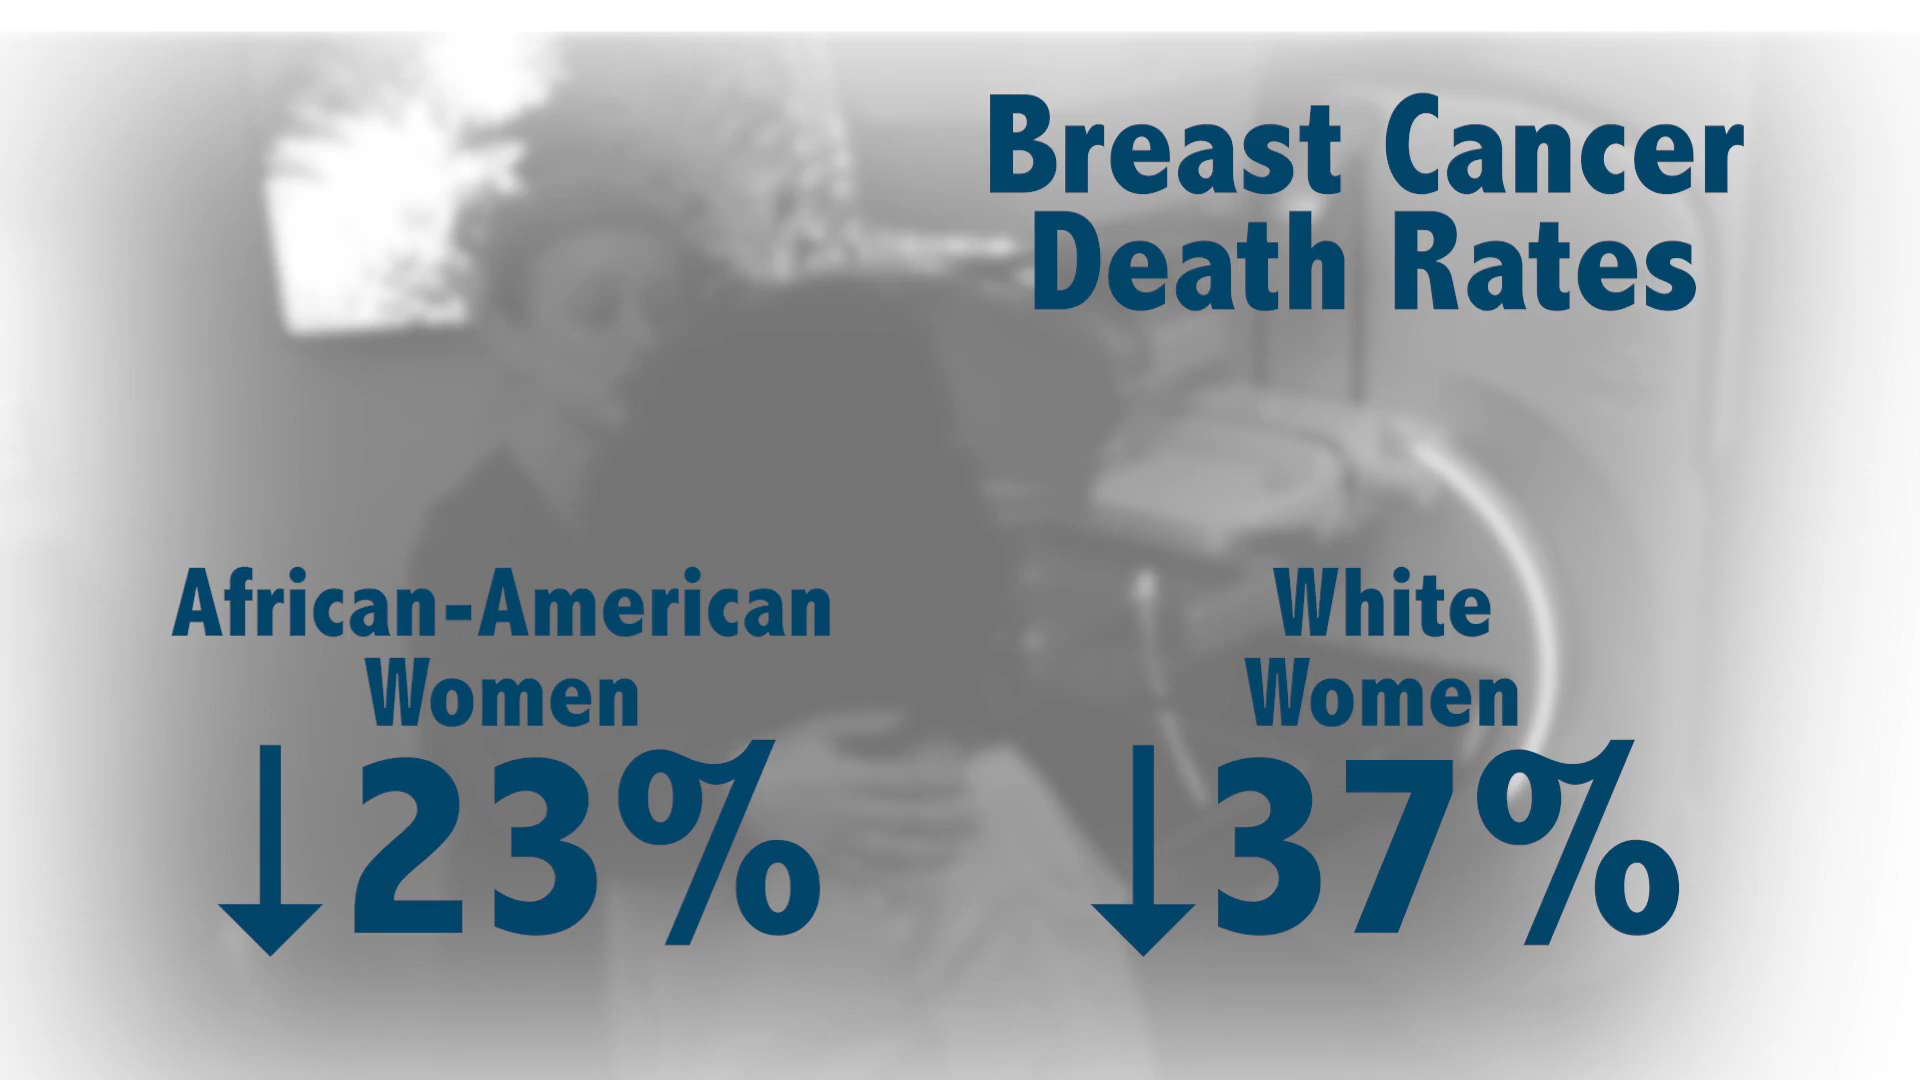 Breast Cancer
Death Rates
African-American
Women
↓23%
White
Women
↓37%